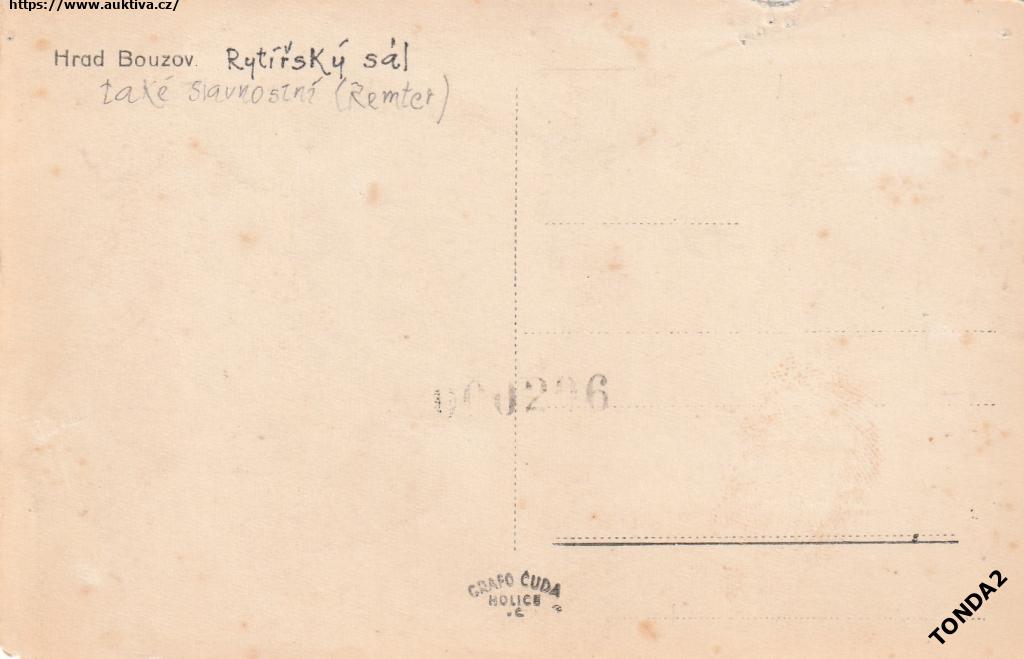 https://www.auktiva.cz/
Hrad Bouzov. Rytířský sál
také slavnostní (Remter)
GRAFO ČUDA
HOLICE
TONDA2